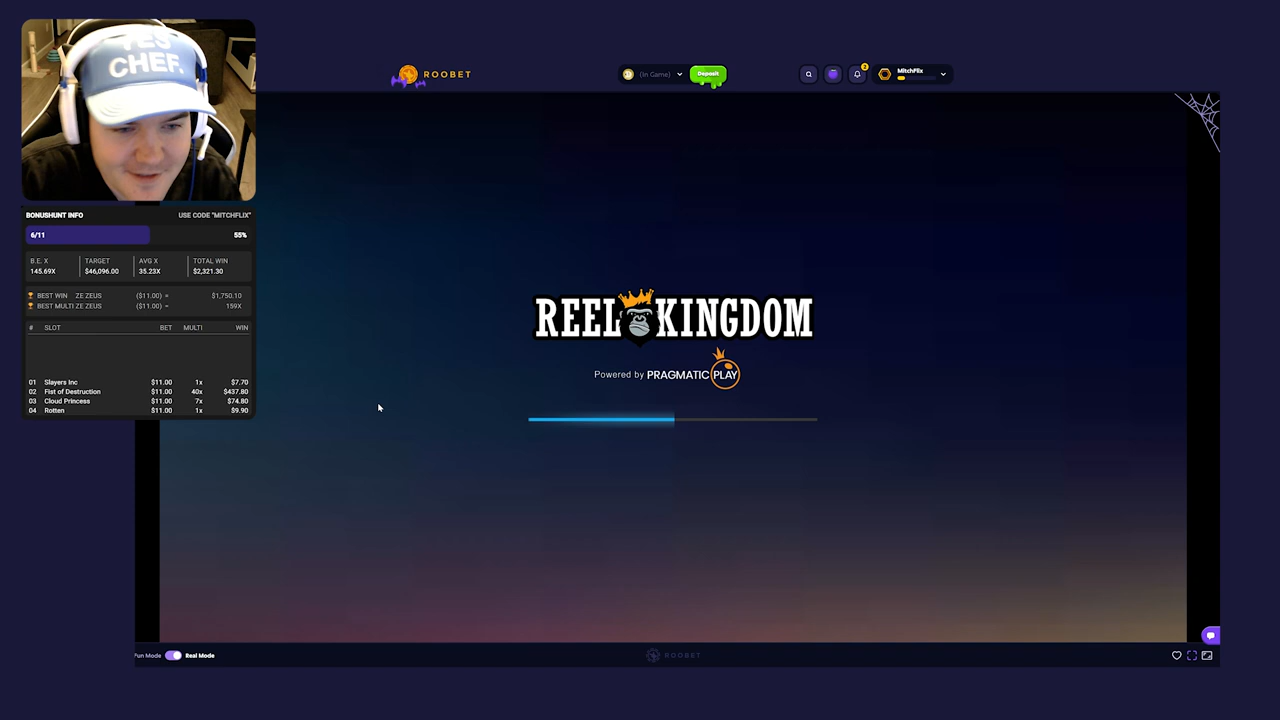 YES
CHEF.
ROOBET
(In Game)
Deposit
2
MitchFlix
BONUSHUNT INFO USE CODE "MITCHFLIX"
6/11 55%
B.E. X TARGET AVG X TOTAL WIN
145.69X $46,096.00 35.23X $2,321.30
BEST WIN ZE ZEUS ($11.00) = $1,750.10
BEST MULTI ZE ZEUS ($11.00) = 159X
# SLOT BET MULTI WIN
01 Slayers Inc $11.00 1x $7.70
02 Fist of Destruction $11.00 40x $437.80
03 Cloud Princess $11.00 7x $74.80
04 Rotten $11.00 1x $9.90
REEL KINGDOM
Powered by PRAGMATIC PLAY
Fun Mode Real Mode
ROOBET